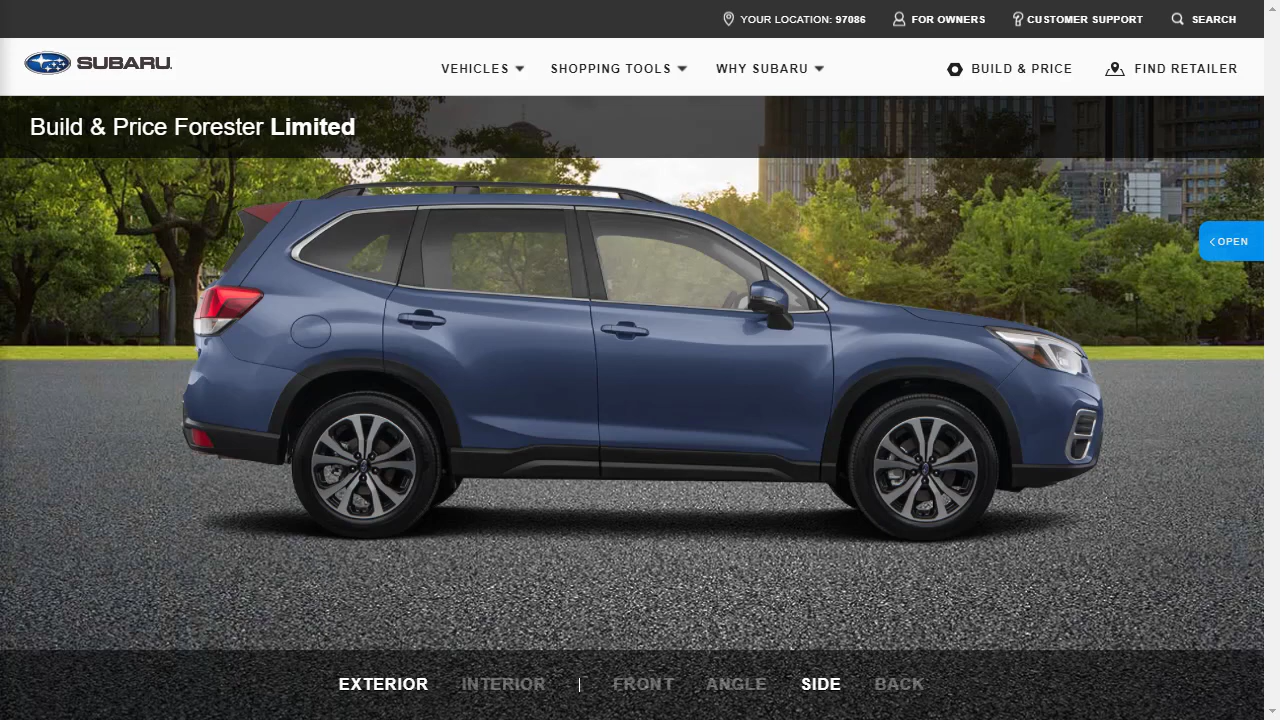 YOUR LOCATION: 97086 FOR OWNERS CUSTOMER SUPPORT SEARCH
SUBARU VEHICLES SHOPPING TOOLS WHY SUBARU BUILD & PRICE FIND RETAILER
Build & Price Forester Limited
OPEN
EXTERIOR INTERIOR | FRONT ANGLE SIDE BACK